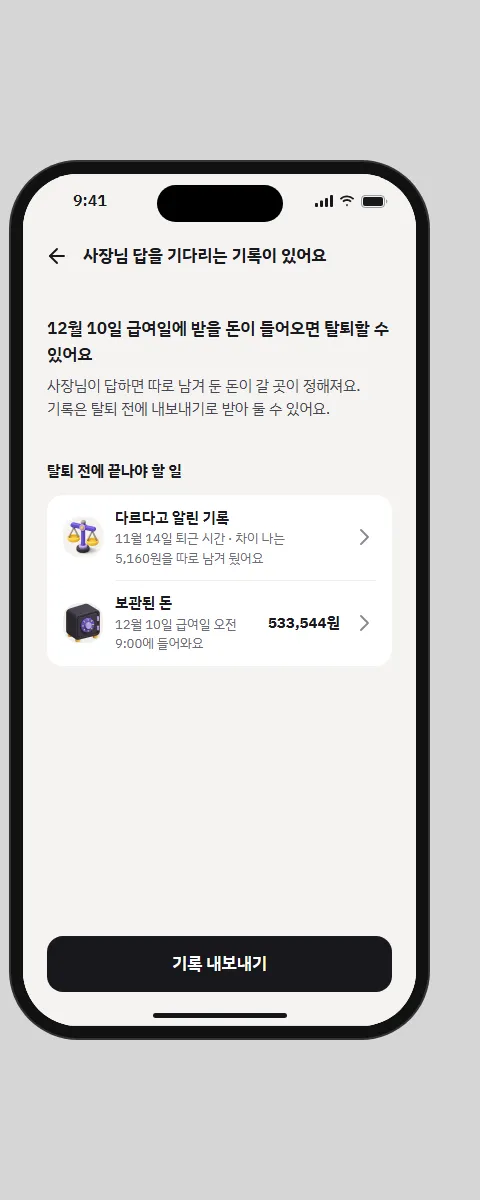 9:41
사장님 답을 기다리는 기록이 있어요
12월 10일 급여일에 받을 돈이 들어오면 탈퇴할 수
있어요
사장님이 답하면 따로 남겨 둔 돈이 갈 곳이 정해져요.
기록은 탈퇴 전에 내보내기로 받아 둘 수 있어요.
탈퇴 전에 끝나야 할 일
다르다고 알린 기록
11월 14일 퇴근 시간 · 차이 나는
5,160원을 따로 남겨 뒀어요
보관된 돈
12월 10일 급여일 오전
9:00에 들어와요
533,544원
기록 내보내기